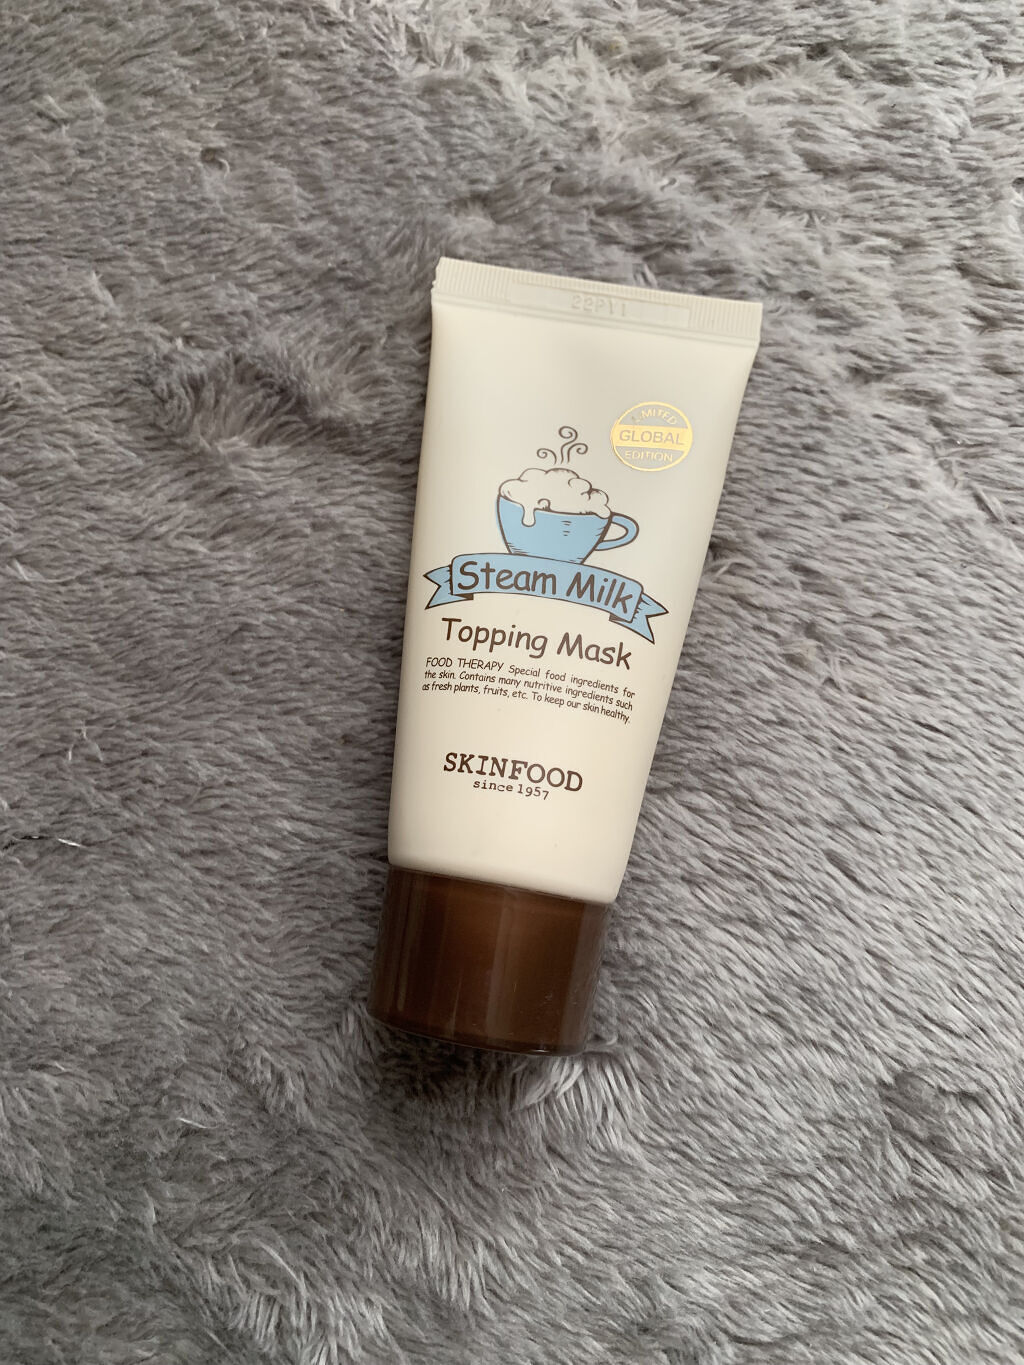 LIMITED
GLOBAL
EDITION
Steam Milk
Topping Mask
FOOD THERAPY Special food ingredients for
the skin. Contains many nutritive ingredients such
as fresh plants, fruits, etc. To keep our skin healthy.
SKINFOOD
since 1957